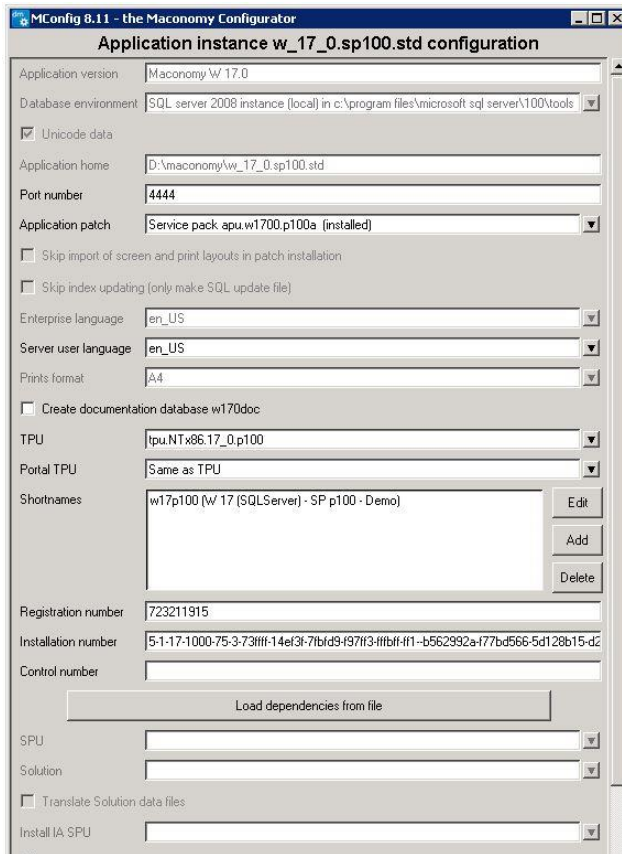 MConfig 8.11 - the Maconomy Configurator
Application instance w_17_0.sp100.std configuration
Application version Maconomy W 17.0
Database environment SQL server 2008 instance (local) in c:\program files\microsoft sql server\100\tools
Unicode data
Application home D:\maconomy\w_17_0.sp100.std
Port number 4444
Application patch Service pack apu.w1700.p100a (installed)
Skip import of screen and print layouts in patch installation
Skip index updating (only make SQL update file)
Enterprise language en_US
Server user language en_US
Prints format A4
Create documentation database w170doc
TPU tpu.NTx86.17_0.p100
Portal TPU Same as TPU
Shortnames w17p100 (W 17 (SQLServer) - SP p100 - Demo) Edit
Add
Delete
Registration number 723211915
Installation number 5-1-17-1000-75-3-73ffff-14ef3f-7fbfd9-f97ff3-fffbff-ff1--b562992a-f77bd566-5d128b15-d2
Control number
Load dependencies from file
SPU
Solution
Translate Solution data files
Install IA SPU